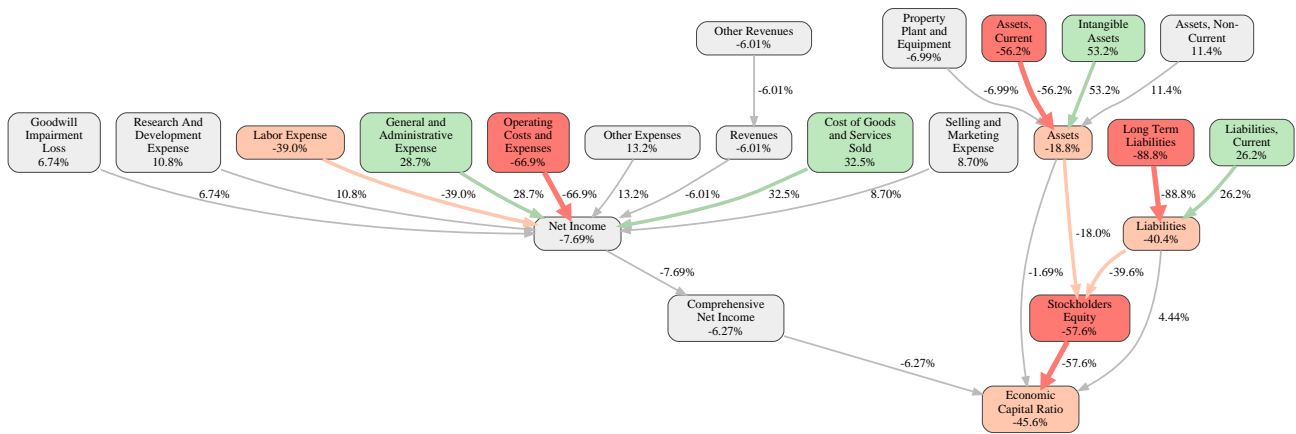 Other Revenues
-6.01%
Property
Plant and
Equipment
-6.99%
Assets,
Current
-56.2%
Intangible
Assets
53.2%
Assets, Non-
Current
11.4%
-6.01%
-6.99%
-56.2%
53.2%
11.4%
Goodwill
Impairment
Loss
6.74%
Research And
Development
Expense
10.8%
Labor Expense
-39.0%
General and
Administrative
Expense
28.7%
Operating
Costs and
Expenses
-66.9%
Other Expenses
13.2%
Revenues
-6.01%
Cost of Goods
and Services
Sold
32.5%
Selling and
Marketing
Expense
8.70%
Assets
-18.8%
Long Term
Liabilities
-88.8%
Liabilities,
Current
26.2%
6.74%
10.8%
-39.0%
28.7%
-66.9%
13.2%
-6.01%
32.5%
8.70%
-88.8%
26.2%
Net Income
-7.69%
-18.0%
Liabilities
-40.4%
-7.69%
-1.69%
-39.6%
Comprehensive
Net Income
-6.27%
Stockholders
Equity
-57.6%
4.44%
-6.27%
-57.6%
Economic
Capital Ratio
-45.6%